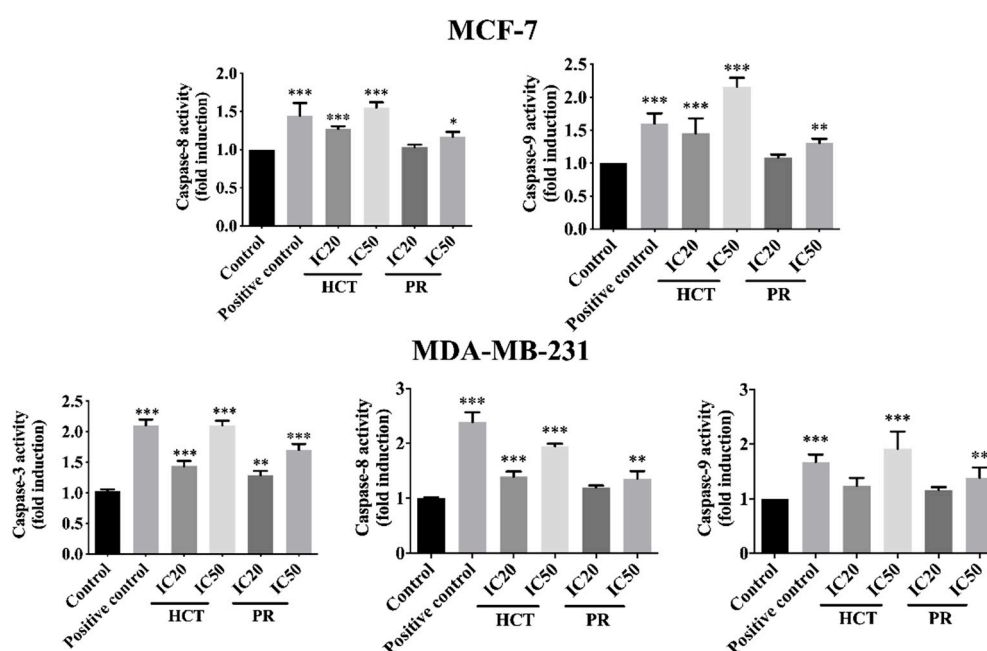 MCF-7
Caspase-8 activity
(fold induction)
2.0
1.5
1.0
0.5
0.0
***
***
***
*
Control
Positive control
IC20
IC50
IC20
IC50
HCT
PR
Caspase-9 activity
(fold induction)
2.5
2.0
1.5
1.0
0.5
0.0
***
***
***
**
Control
Positive control
IC20
IC50
IC20
IC50
HCT
PR
MDA-MB-231
Caspase-3 activity
(fold induction)
2.5
2.0
1.5
1.0
0.5
0.0
***
***
***
**
***
Control
Positive control
IC20
IC50
IC20
IC50
HCT
PR
Caspase-8 activity
(fold induction)
3
2
1
0
***
***
***
**
Control
Positive control
IC20
IC50
IC20
IC50
HCT
PR
Caspase-9 activity
(fold induction)
3
2
1
0
***
***
**
Control
Positive control
IC20
IC50
IC20
IC50
HCT
PR